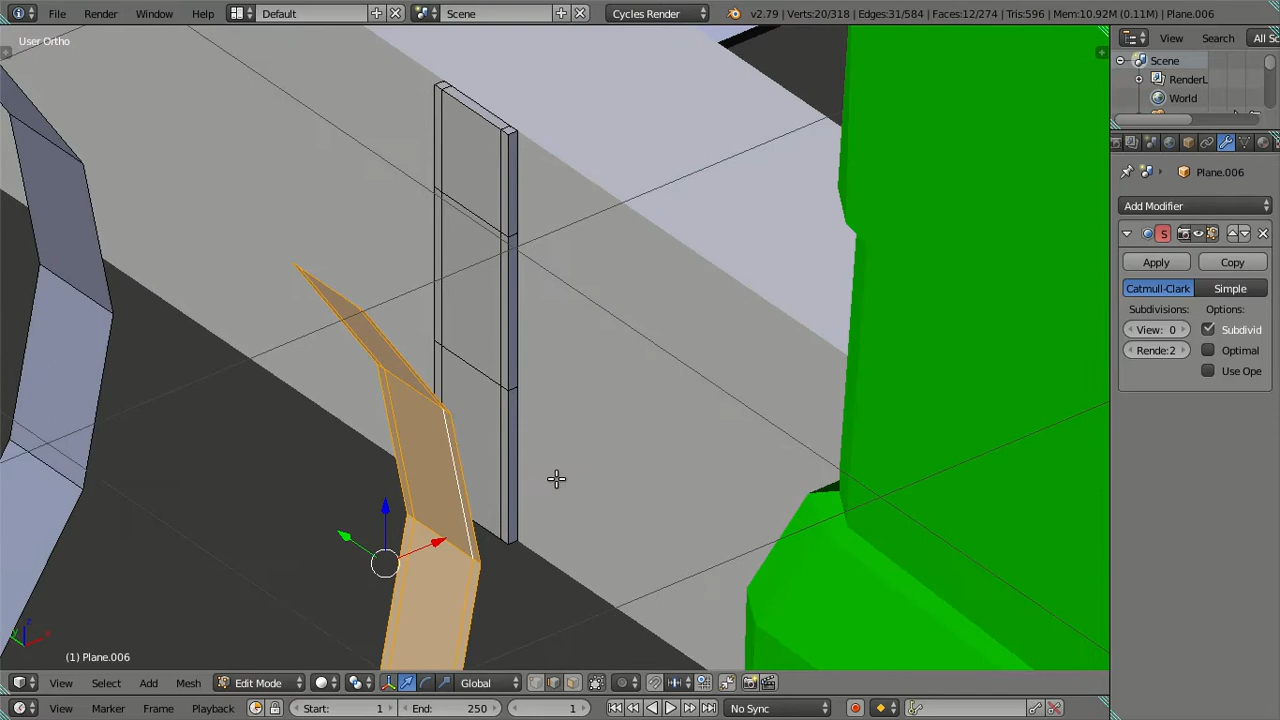 File Render Window Help Default Scene Cycles Render v2.79 | Verts:20/318 | Edges:31/584 | Faces:12/274 | Tris:596 | Mem:10.92M (0.11M) | Plane.006
User Ortho
View Search All Sc
Scene
RenderL
World
Plane.006
Add Modifier
S
Apply Copy
Catmull-Clark Simple
Subdivisions: Options:
View: 0 Subdivid
Rende:2 Optimal
Use Ope
z
x
(1) Plane.006
View Select Add Mesh Edit Mode Global
View Marker Frame Playback Start: 1 End: 250 1 No Sync